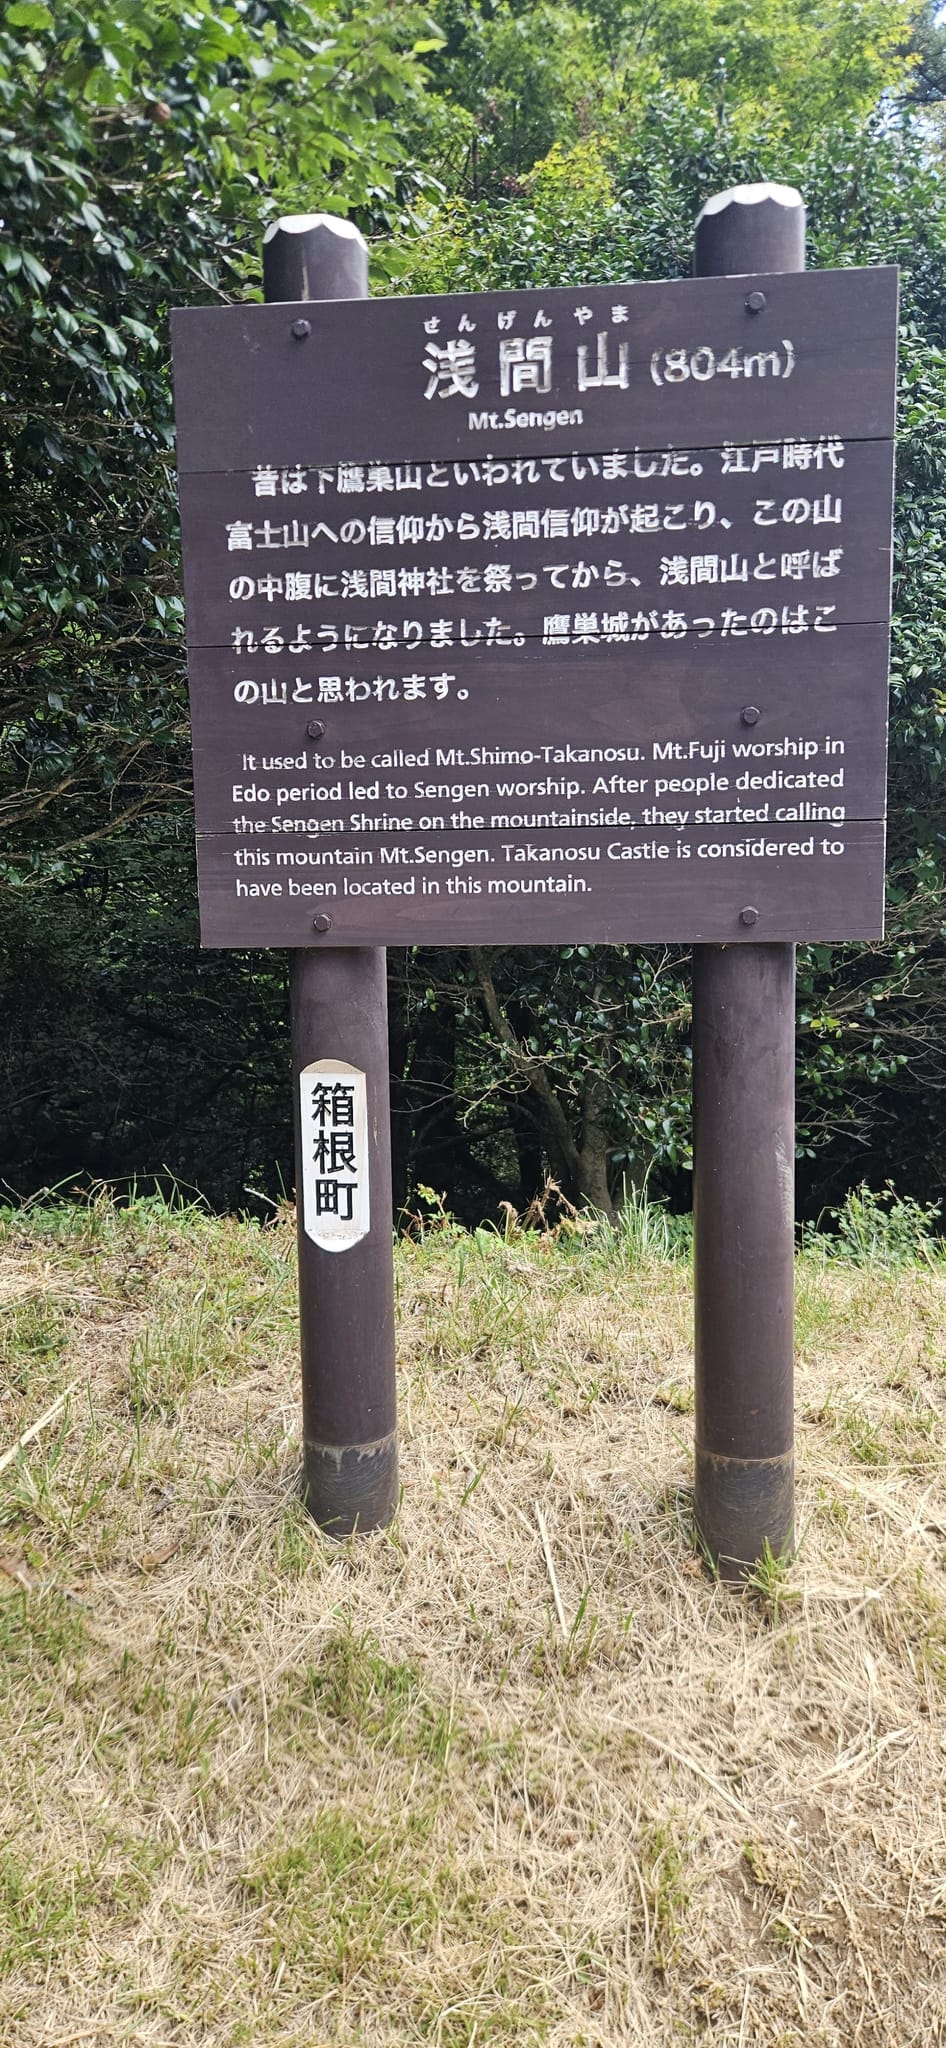 せんげんやま
浅間山(804m)
Mt.Sengen
昔は下鷹巣山といわれていました。江戸時代
富士山への信仰から浅間信仰が起こり、この山
の中腹に浅間神社を祭ってから、浅間山と呼ば
れるようになりました。鷹巣城があったのはこ
の山と思われます。
It used to be called Mt.Shimo-Takanosu. Mt.Fuji worship in
Edo period led to Sengen worship. After people dedicated
the Sengen Shrine on the mountainside, they started calling
this mountain Mt.Sengen. Takanosu Castle is considered to
have been located in this mountain.
箱根町